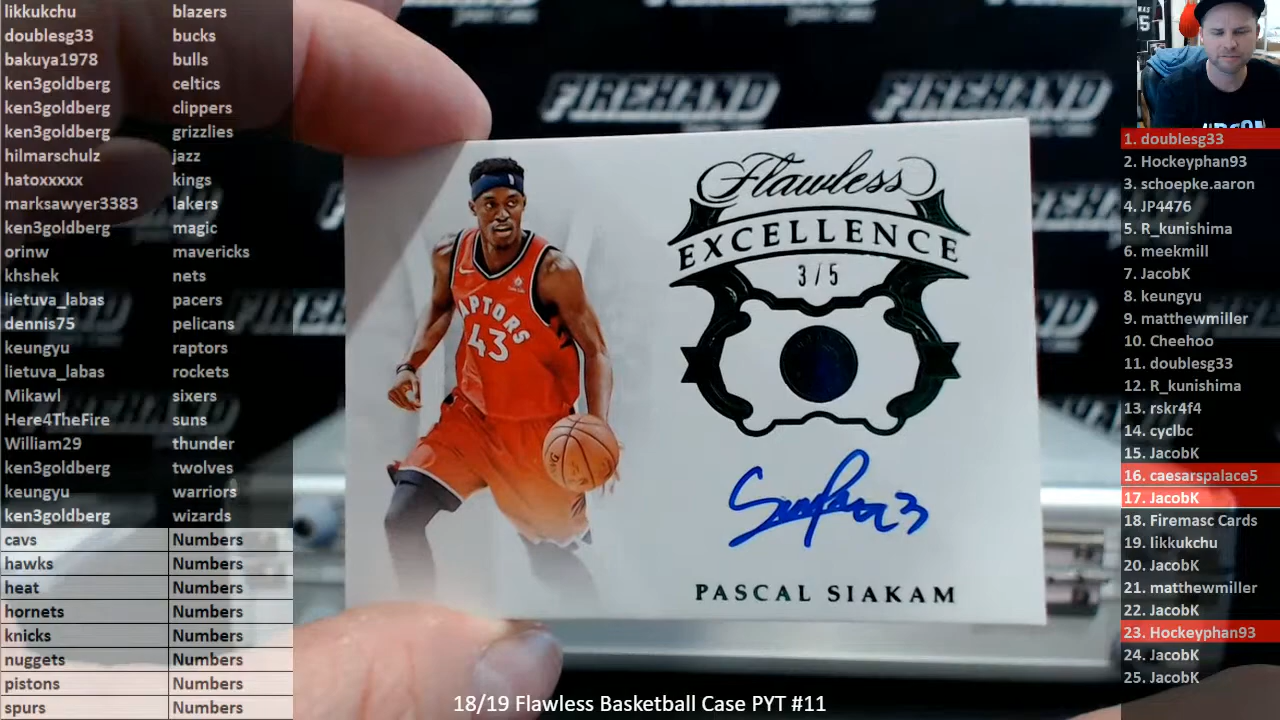 likkukchu blazers
doublesg33 bucks
bakuya1978 bulls
ken3goldberg celtics
ken3goldberg clippers
ken3goldberg grizzlies
hilmarschulz jazz
hatoxxxxx kings
marksawyer3383 lakers
ken3goldberg magic
orinw mavericks
khshek nets
lietuva_labas pacers
dennis75 pelicans
keungyu raptors
lietuva_labas rockets
Mikawl sixers
Here4TheFire suns
William29 thunder
ken3goldberg twolves
keungyu warriors
ken3goldberg wizards
cavs Numbers
hawks Numbers
heat Numbers
hornets Numbers
knicks Numbers
nuggets Numbers
pistons Numbers
spurs Numbers
FIREHAND FIREHAND
Flawless
EXCELLENCE
3/5
RAPTORS
43
PASCAL SIAKAM
18/19 Flawless Basketball Case PYT #11
1. doublesg33
2. Hockeyphan93
3. schoepke.aaron
4. JP4476
5. R_kunishima
6. meekmill
7. JacobK
8. keungyu
9. matthewmiller
10. Cheehoo
11. doublesg33
12. R_kunishima
13. rskr4f4
14. cyclbc
15. JacobK
16. caesarspalace5
17. JacobK
18. Firemasc Cards
19. likkukchu
20. JacobK
21. matthewmiller
22. JacobK
23. Hockeyphan93
24. JacobK
25. JacobK